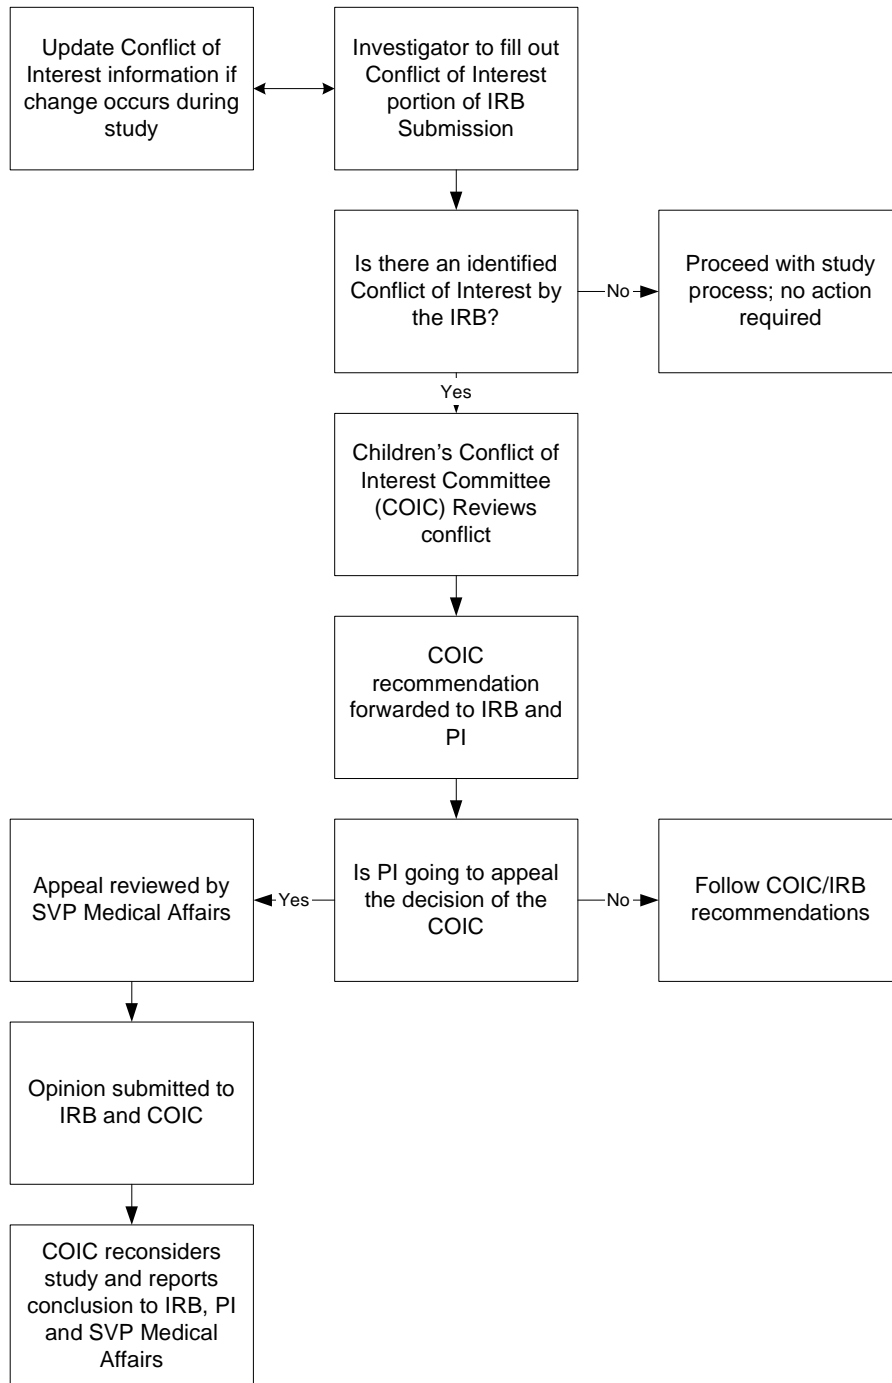 Update Conflict of
Interest information if
change occurs during
study
Investigator to fill out
Conflict of Interest
portion of IRB
Submission
Is there an identified
Conflict of Interest by
the IRB?
No
Proceed with study
process; no action
required
Yes
Children’s Conflict of
Interest Committee
(COIC) Reviews
conflict
COIC
recommendation
forwarded to IRB and
PI
Appeal reviewed by
SVP Medical Affairs
Yes
Is PI going to appeal
the decision of the
COIC
No
Follow COIC/IRB
recommendations
Opinion submitted to
IRB and COIC
COIC reconsiders
study and reports
conclusion to IRB, PI
and SVP Medical
Affairs